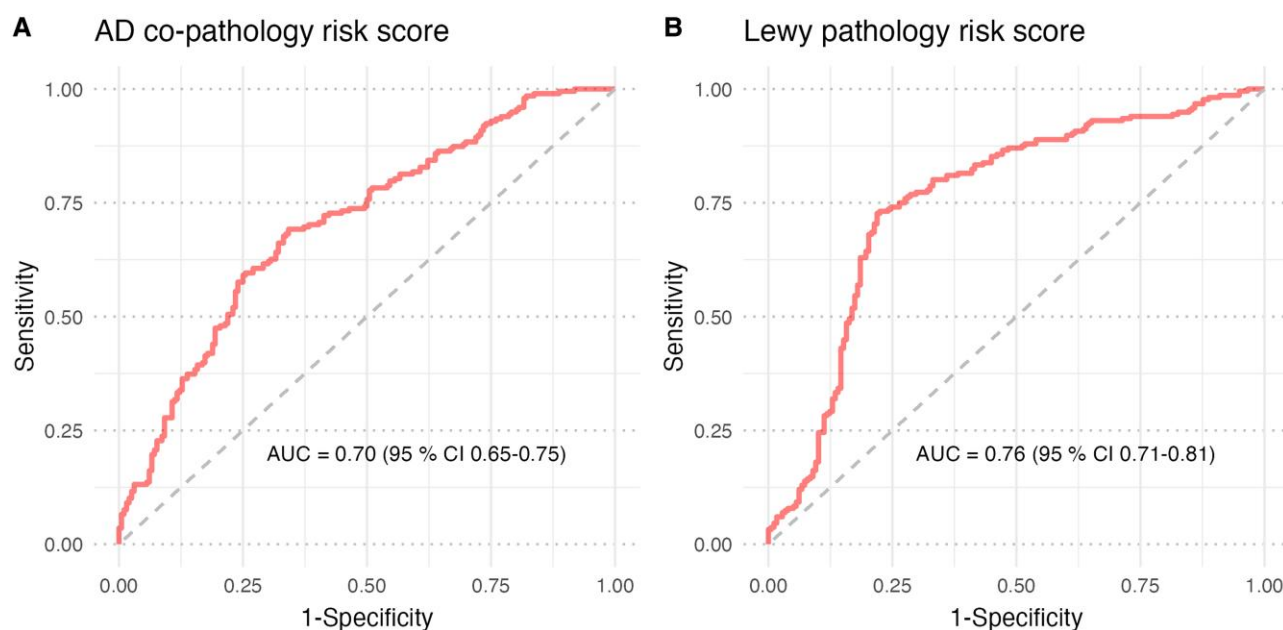 A AD co-pathology risk score
1.00
0.75
0.50
0.25
0.00
Sensitivity
AUC = 0.70 (95 % CI 0.65-0.75)
0.00 0.25 0.50 0.75 1.00
1-Specificity
B Lewy pathology risk score
1.00
0.75
0.50
0.25
0.00
Sensitivity
AUC = 0.76 (95 % CI 0.71-0.81)
0.00 0.25 0.50 0.75 1.00
1-Specificity